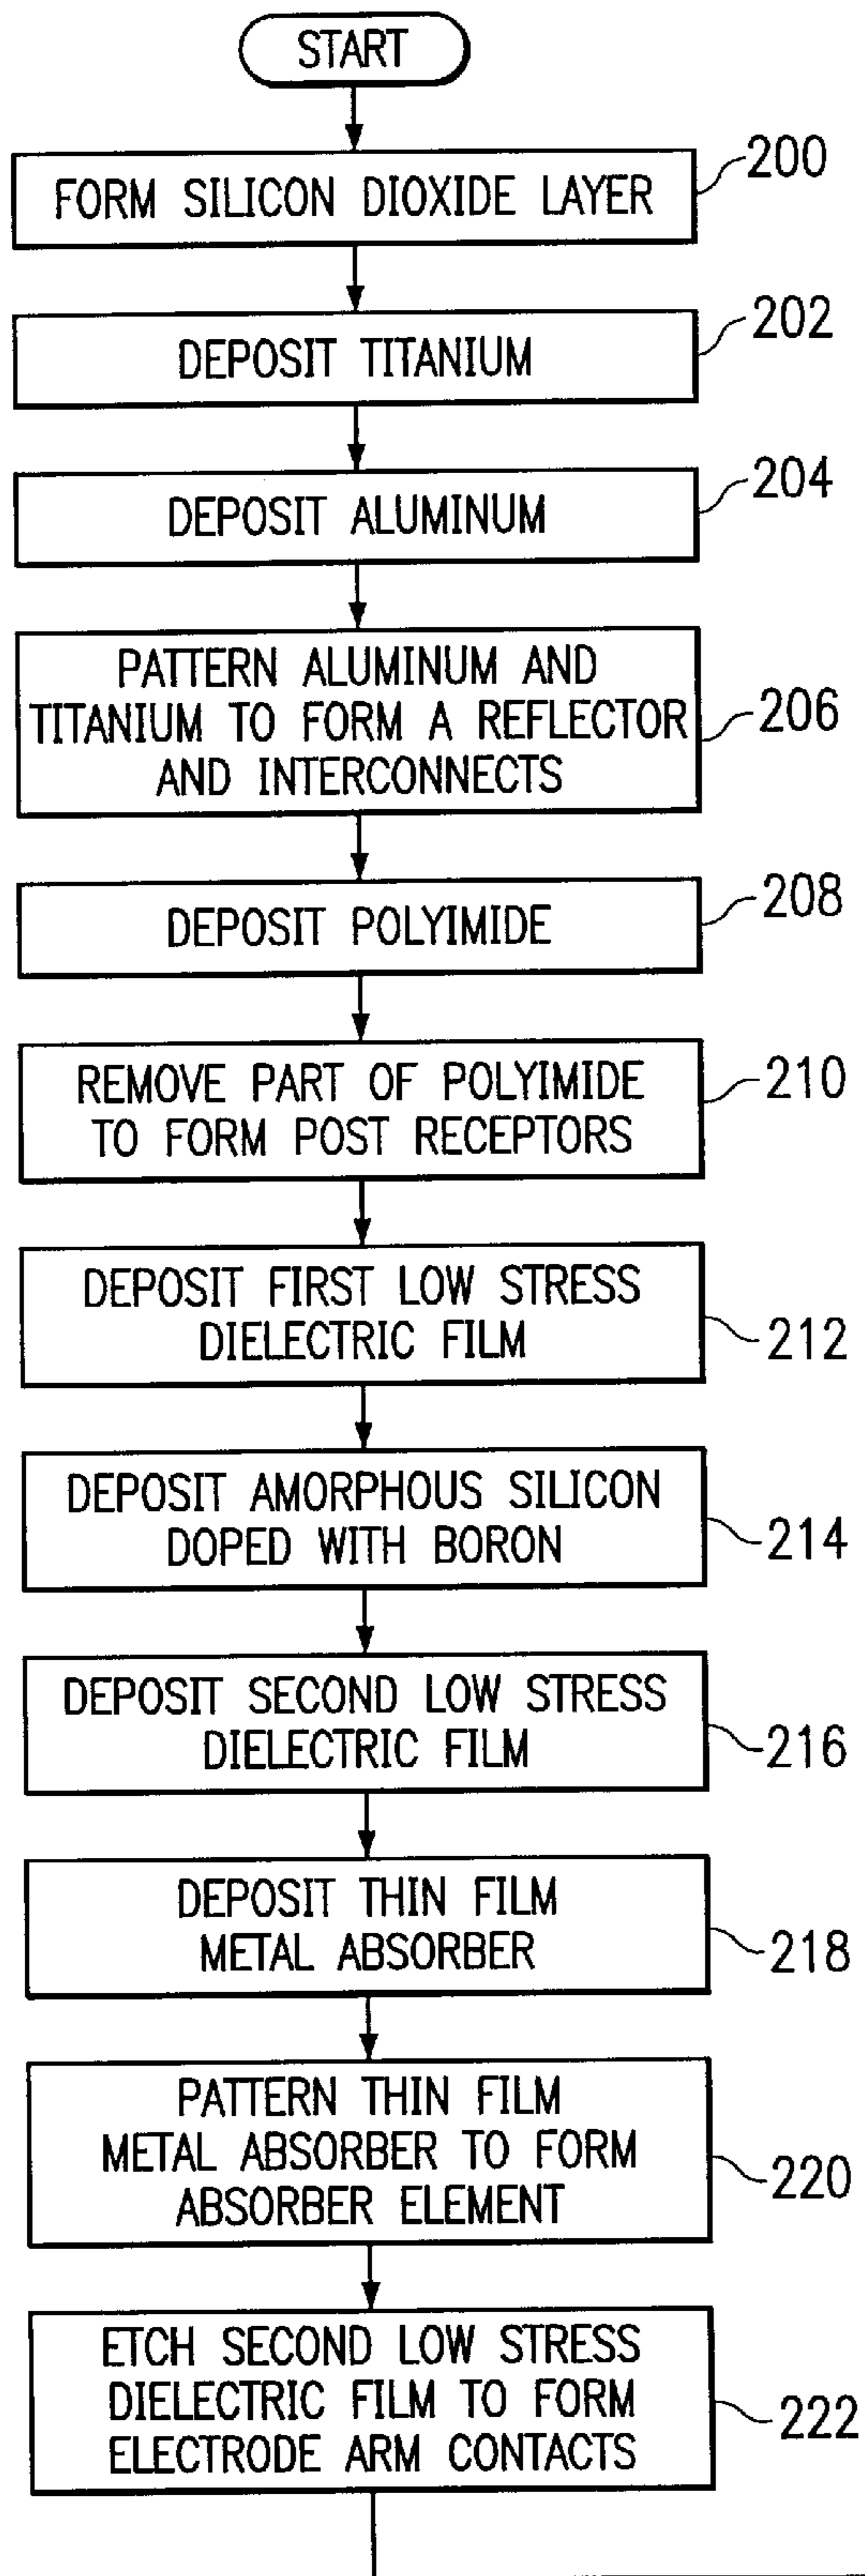 START
FORM SILICON DIOXIDE LAYER
200
DEPOSIT TITANIUM
202
DEPOSIT ALUMINUM
204
PATTERN ALUMINUM AND
TITANIUM TO FORM A REFLECTOR
AND INTERCONNECTS
206
DEPOSIT POLYIMIDE
208
REMOVE PART OF POLYIMIDE
TO FORM POST RECEPTORS
210
DEPOSIT FIRST LOW STRESS
DIELECTRIC FILM
212
DEPOSIT AMORPHOUS SILICON
DOPED WITH BORON
214
DEPOSIT SECOND LOW STRESS
DIELECTRIC FILM
216
DEPOSIT THIN FILM
METAL ABSORBER
218
PATTERN THIN FILM
METAL ABSORBER TO FORM
ABSORBER ELEMENT
220
ETCH SECOND LOW STRESS
DIELECTRIC FILM TO FORM
ELECTRODE ARM CONTACTS
222